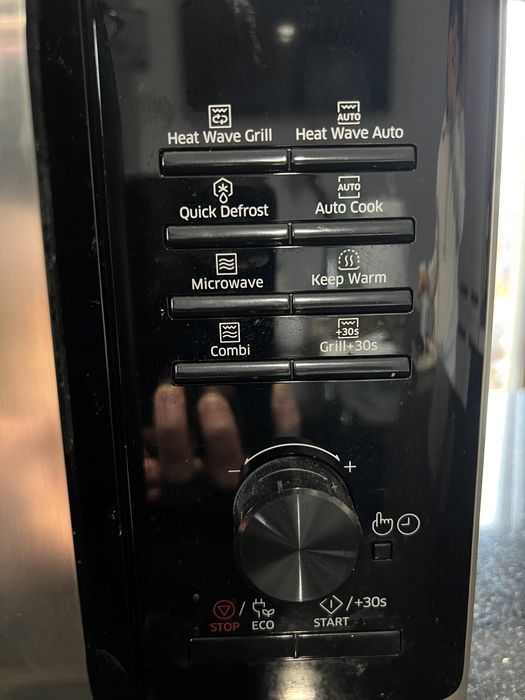 Heat Wave Grill
AUTO
Heat Wave Auto
Quick Defrost
AUTO
Auto Cook
Microwave
Keep Warm
Combi
+30s
Grill+30s
- +
STOP / ECO
START /+30s